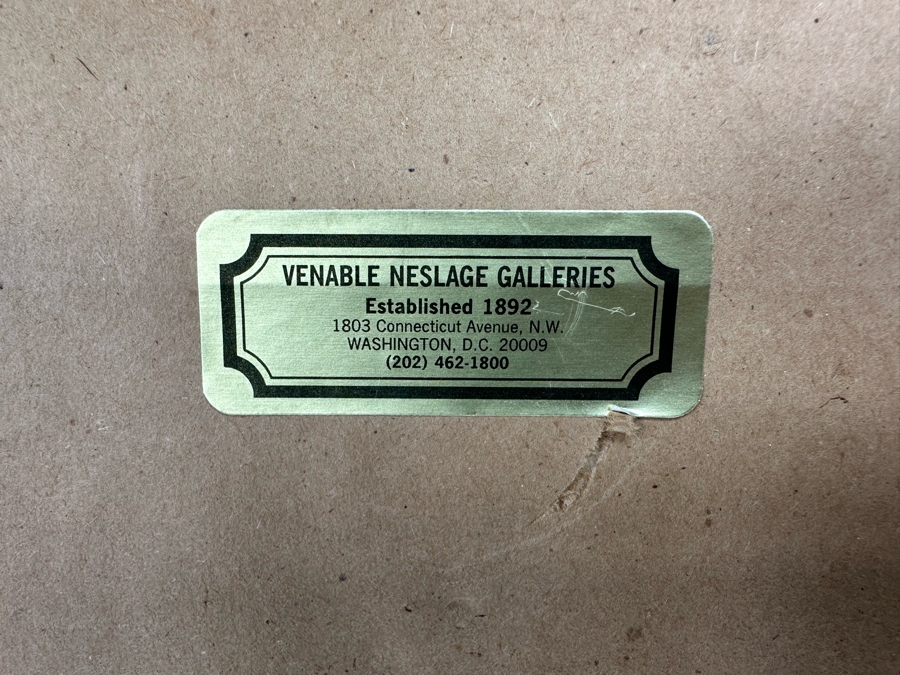 VENABLE NESLAGE GALLERIES
Established 1892
1803 Connecticut Avenue, N.W.
WASHINGTON, D.C. 20009
(202) 462-1800